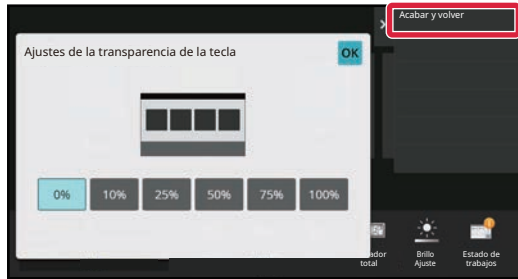 Acabar y volver
Ajustes de la transparencia de la tecla
OK
0% 10% 25% 50% 75% 100%
total
Brillo
Ajuste
Estado de
trabajos